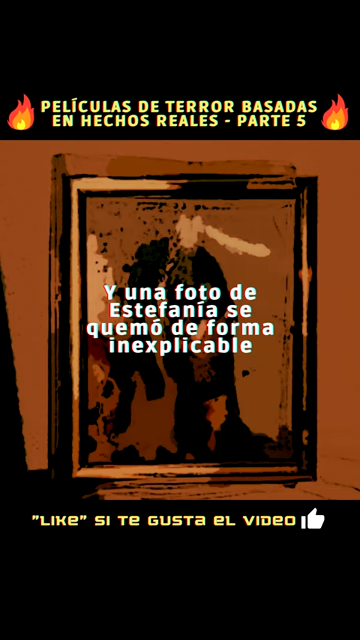 PELÍCULAS DE TERROR BASADAS
EN HECHOS REALES - PARTE 5
Y una foto de
Estefanía se
quemó de forma
inexplicable
"LIKE" SI TE GUSTA EL VIDEO